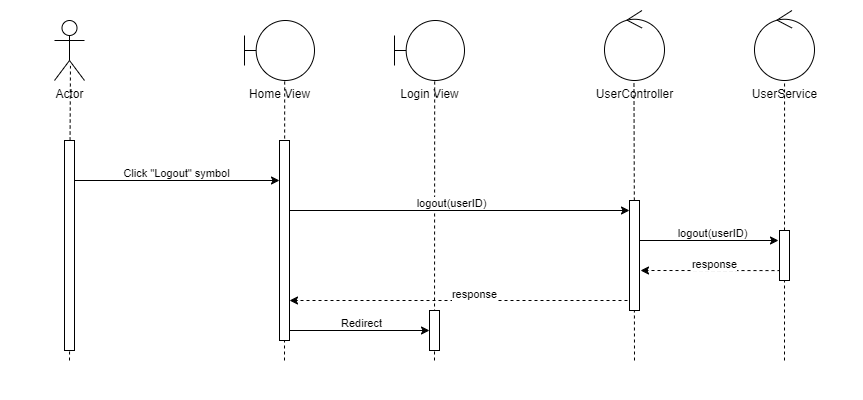 Actor
Home View
Login View
UserController
UserService
Click "Logout" symbol
logout(userID)
logout(userID)
response
response
Redirect